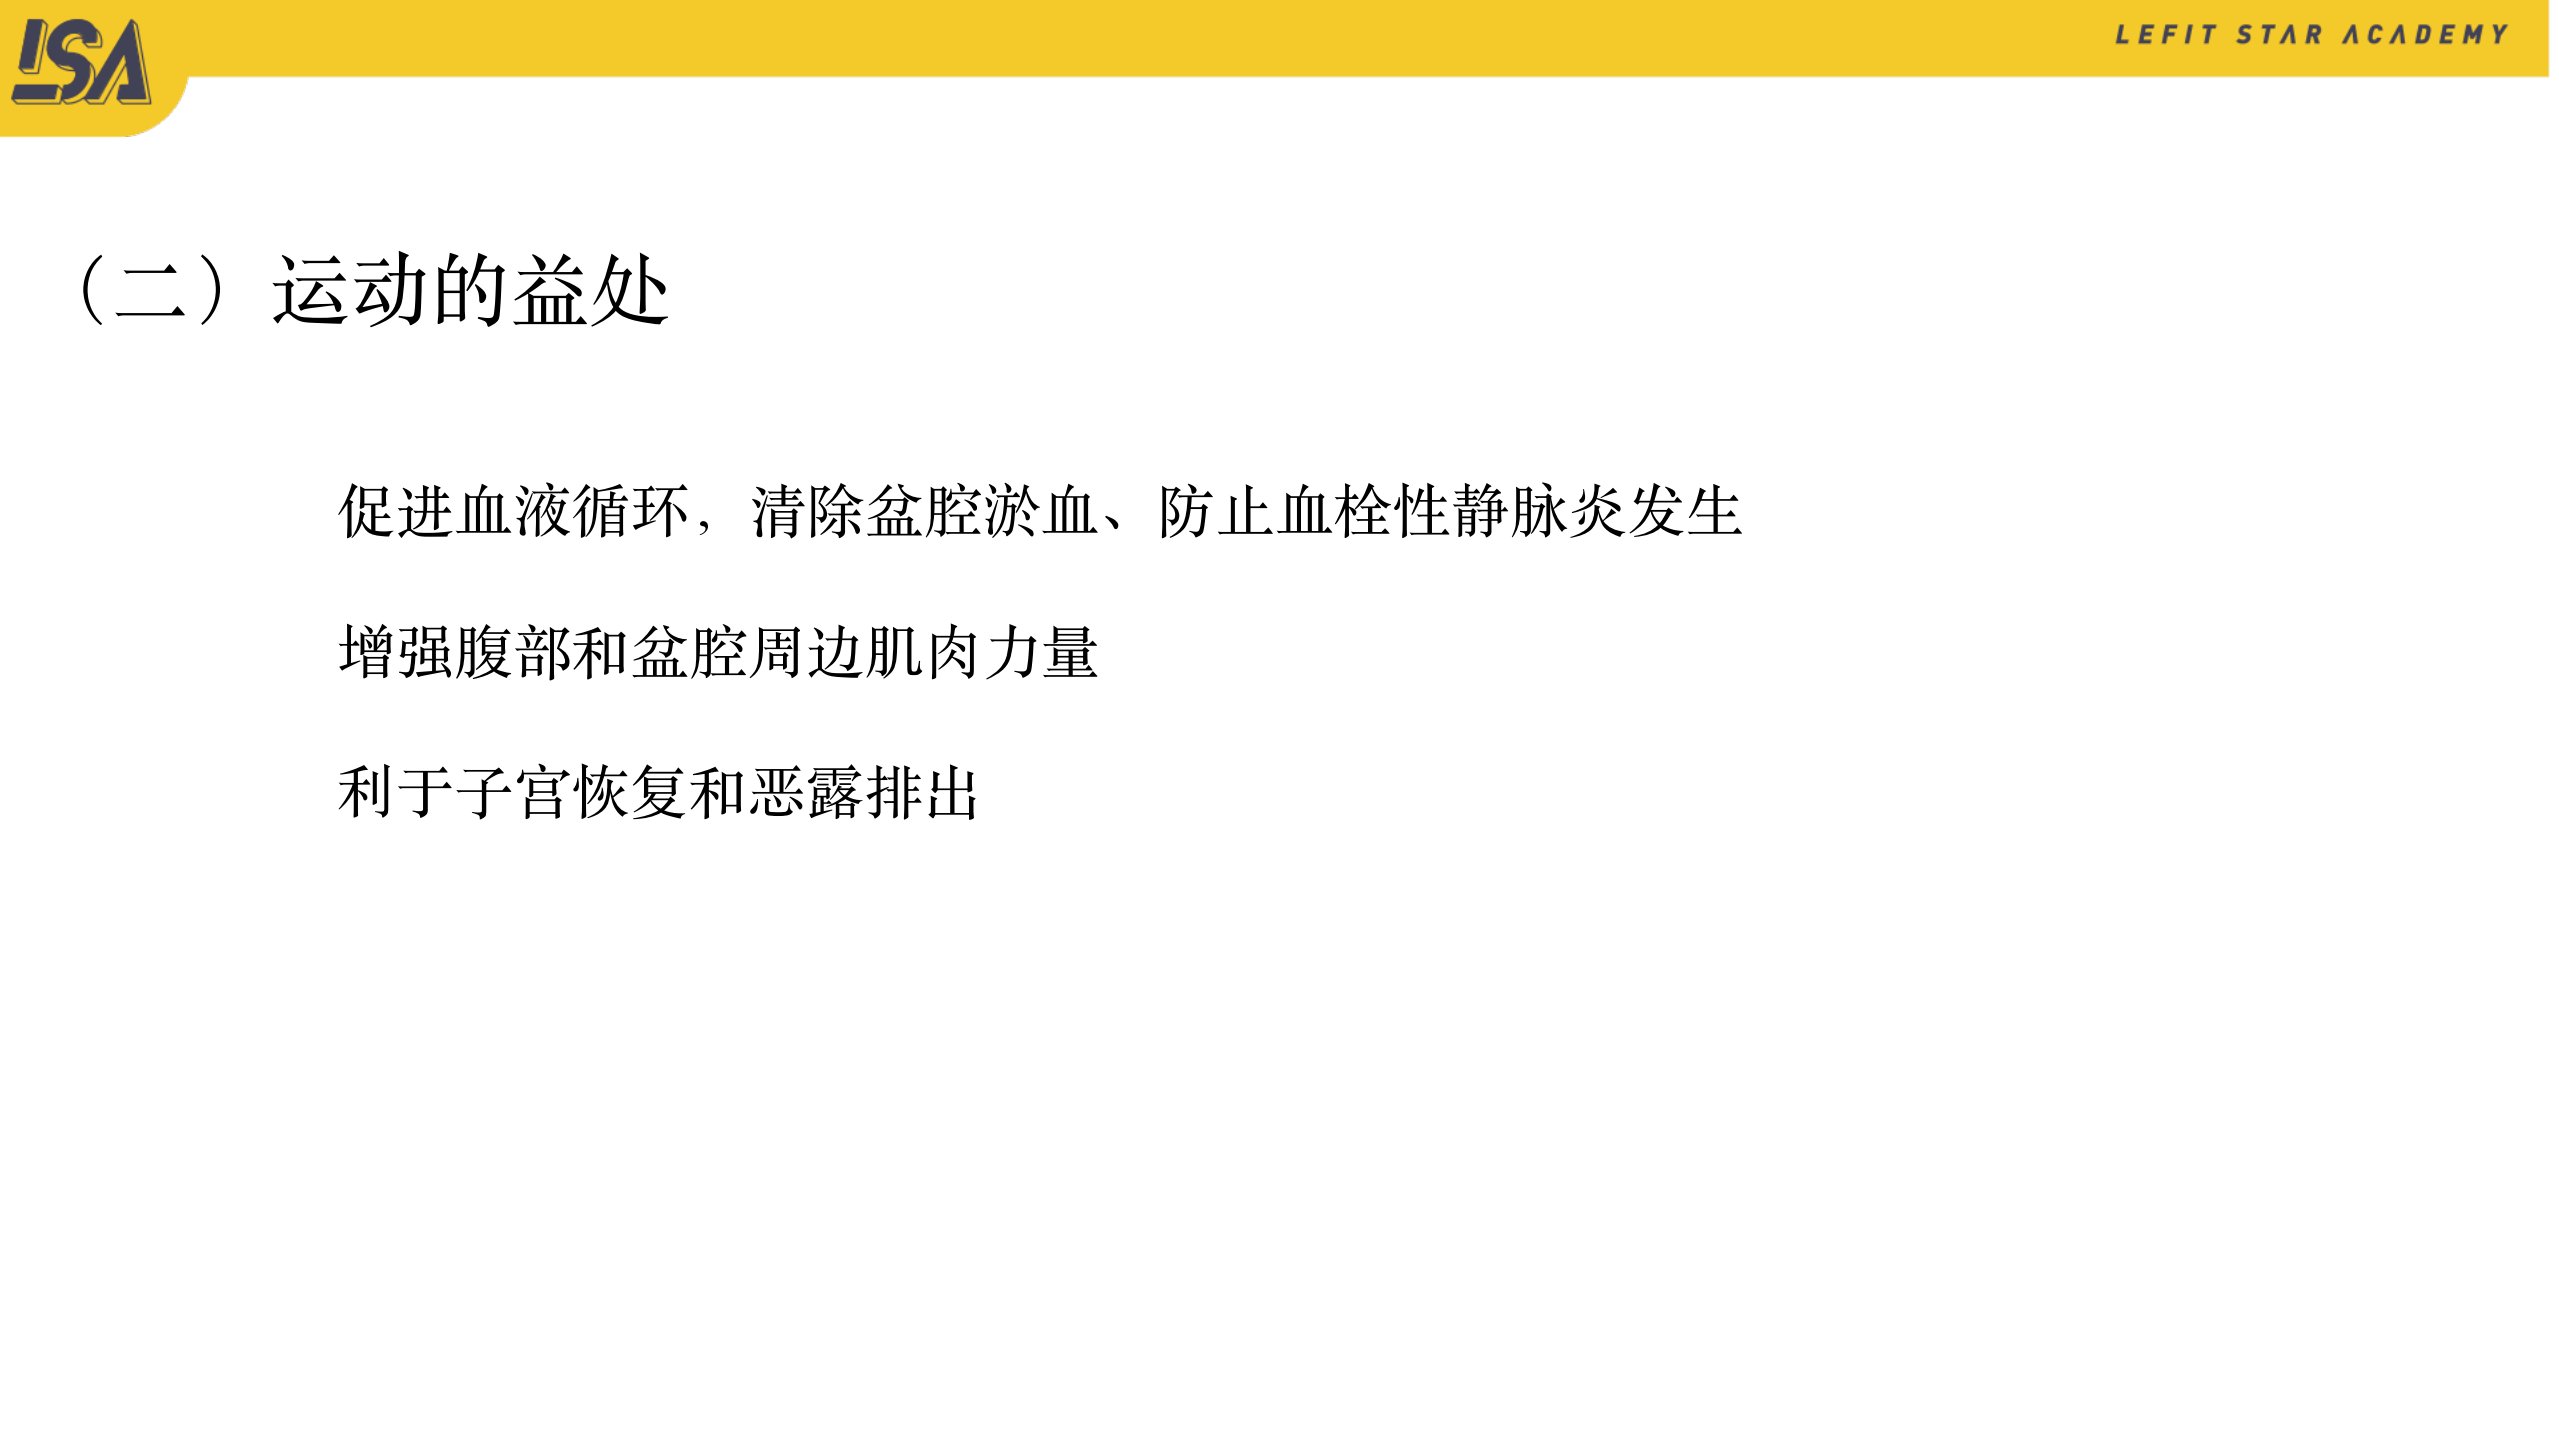 LSA
LEFIT STAR ACADEMY
（二）运动的益处
促进血液循环，清除盆腔淤血、防止血栓性静脉炎发生
增强腹部和盆腔周边肌肉力量
利于子宫恢复和恶露排出